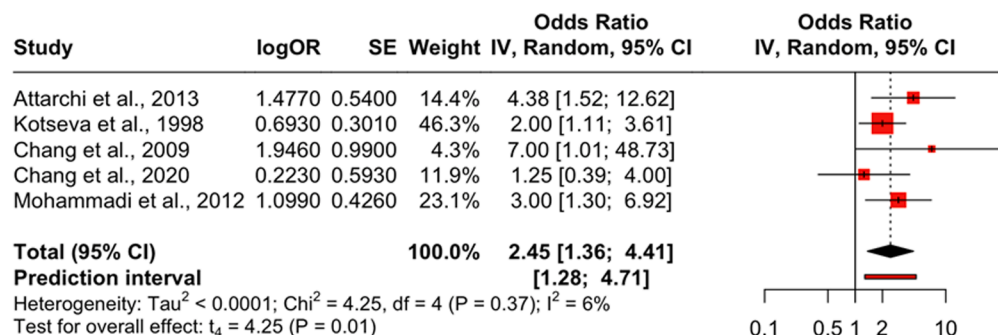 Odds Ratio Odds Ratio
Study logOR SE Weight IV, Random, 95% CI IV, Random, 95% CI
Attarchi et al., 2013 1.4770 0.5400 14.4% 4.38 [1.52; 12.62]
Kotseva et al., 1998 0.6930 0.3010 46.3% 2.00 [1.11; 3.61]
Chang et al., 2009 1.9460 0.9900 4.3% 7.00 [1.01; 48.73]
Chang et al., 2020 0.2230 0.5930 11.9% 1.25 [0.39; 4.00]
Mohammadi et al., 2012 1.0990 0.4260 23.1% 3.00 [1.30; 6.92]
Total (95% CI) 100.0% 2.45 [1.36; 4.41]
Prediction interval [1.28; 4.71]
Heterogeneity: Tau² < 0.0001; Chi² = 4.25, df = 4 (P = 0.37); I² = 6%
Test for overall effect: t₄ = 4.25 (P = 0.01)
0.1 0.5 1 2 10